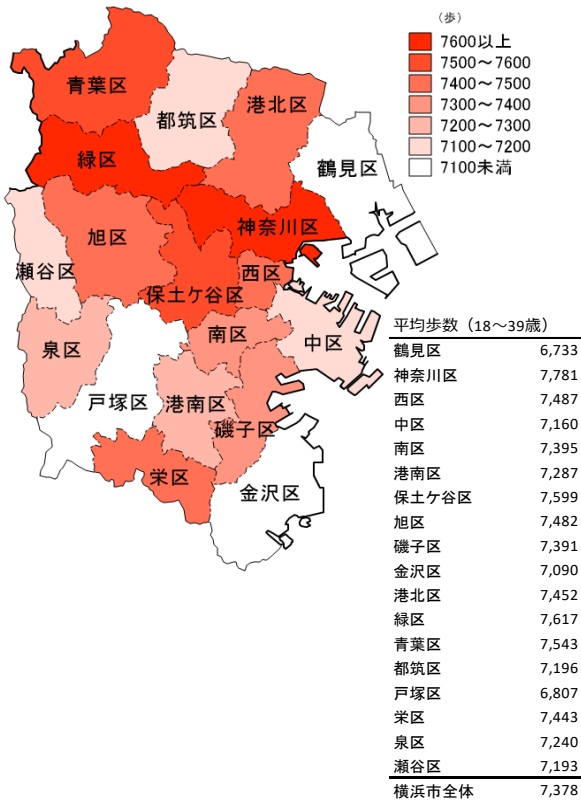 （歩）
7600以上
7500～7600
7400～7500
7300～7400
7200～7300
7100～7200
7100未満
青葉区
都筑区
港北区
緑区
鶴見区
神奈川区
旭区
瀬谷区
西区
保土ケ谷区
泉区
南区
中区
戸塚区
港南区
磯子区
栄区
金沢区
平均歩数（18～39歳）
鶴見区 6,733
神奈川区 7,781
西区 7,487
中区 7,160
南区 7,395
港南区 7,287
保土ケ谷区 7,599
旭区 7,482
磯子区 7,391
金沢区 7,090
港北区 7,452
緑区 7,617
青葉区 7,543
都筑区 7,196
戸塚区 6,807
栄区 7,443
泉区 7,240
瀬谷区 7,193
横浜市全体 7,378